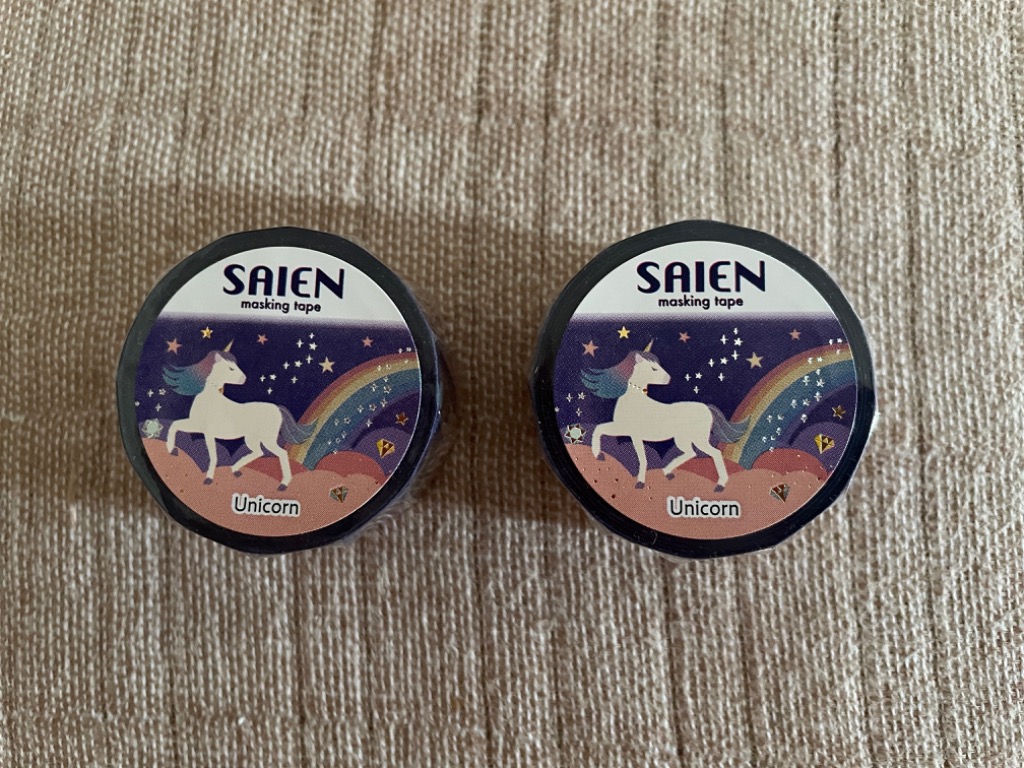 SAIEN
masking tape
Unicorn
SAIEN
masking tape
Unicorn